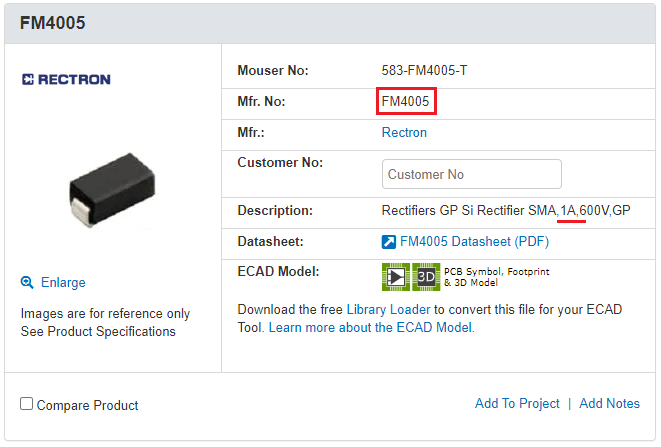 FM4005
RECTRON
Enlarge
Images are for reference only
See Product Specifications
Mouser No: 583-FM4005-T
Mfr. No: FM4005
Mfr.: Rectron
Customer No: Customer No
Description: Rectifiers GP Si Rectifier SMA,1A,600V,GP
Datasheet: FM4005 Datasheet (PDF)
ECAD Model: 3D PCB Symbol, Footprint
& 3D Model
Download the free Library Loader to convert this file for your ECAD
Tool. Learn more about the ECAD Model.
Compare Product
Add To Project | Add Notes